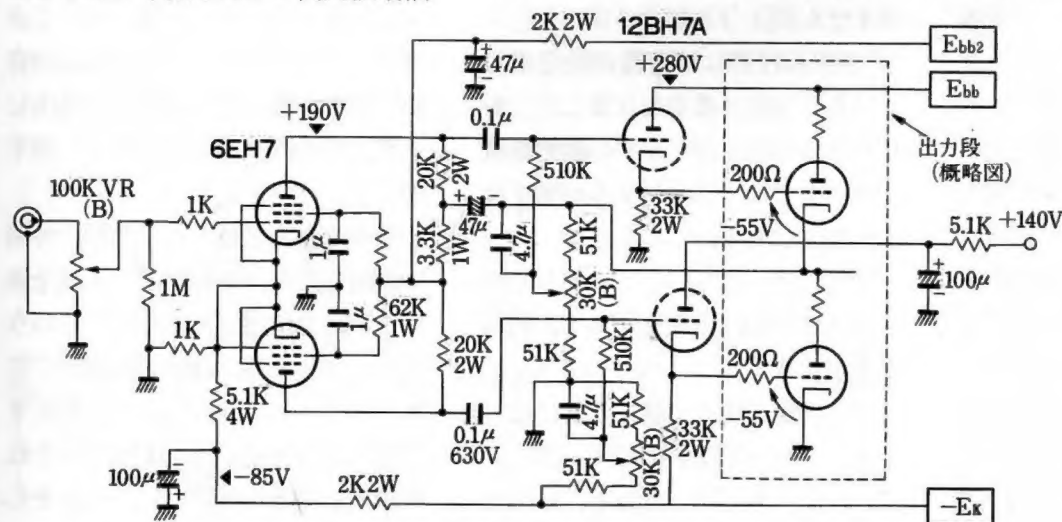 2K 2W
12BH7A
Ebb2
47μ
+280V
Ebb
+190V
0.1μ
6EH7
出力段
(概略図)
100K VR
(B)
1K
20K
2W
510K
200Ω
47μ
33K
2W
-55V
5.1K
+140V
1μ
3.3K
1W
4.7μ
51K
30K
(B)
100μ
1M
62K
1W
1μ
1K
20K
2W
51K
510K
200Ω
-55V
5.1K
4W
0.1μ
630V
4.7μ
51K
33K
2W
30K(B)
51K
100μ
-85V
2K 2W
-EK